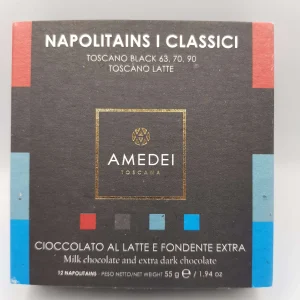 NAPOLITAINS I CLASSICI
TOSCANO BLACK 63, 70, 90
TOSCANO LATTE
AMEDEI
TOSCANA
CIOCCOLATO AL LATTE E FONDENTE EXTRA
Milk chocolate and extra dark chocolate
12 NAPOLITAINS - PESO NETTO/NET WEIGHT 55 g / 1,94 oz